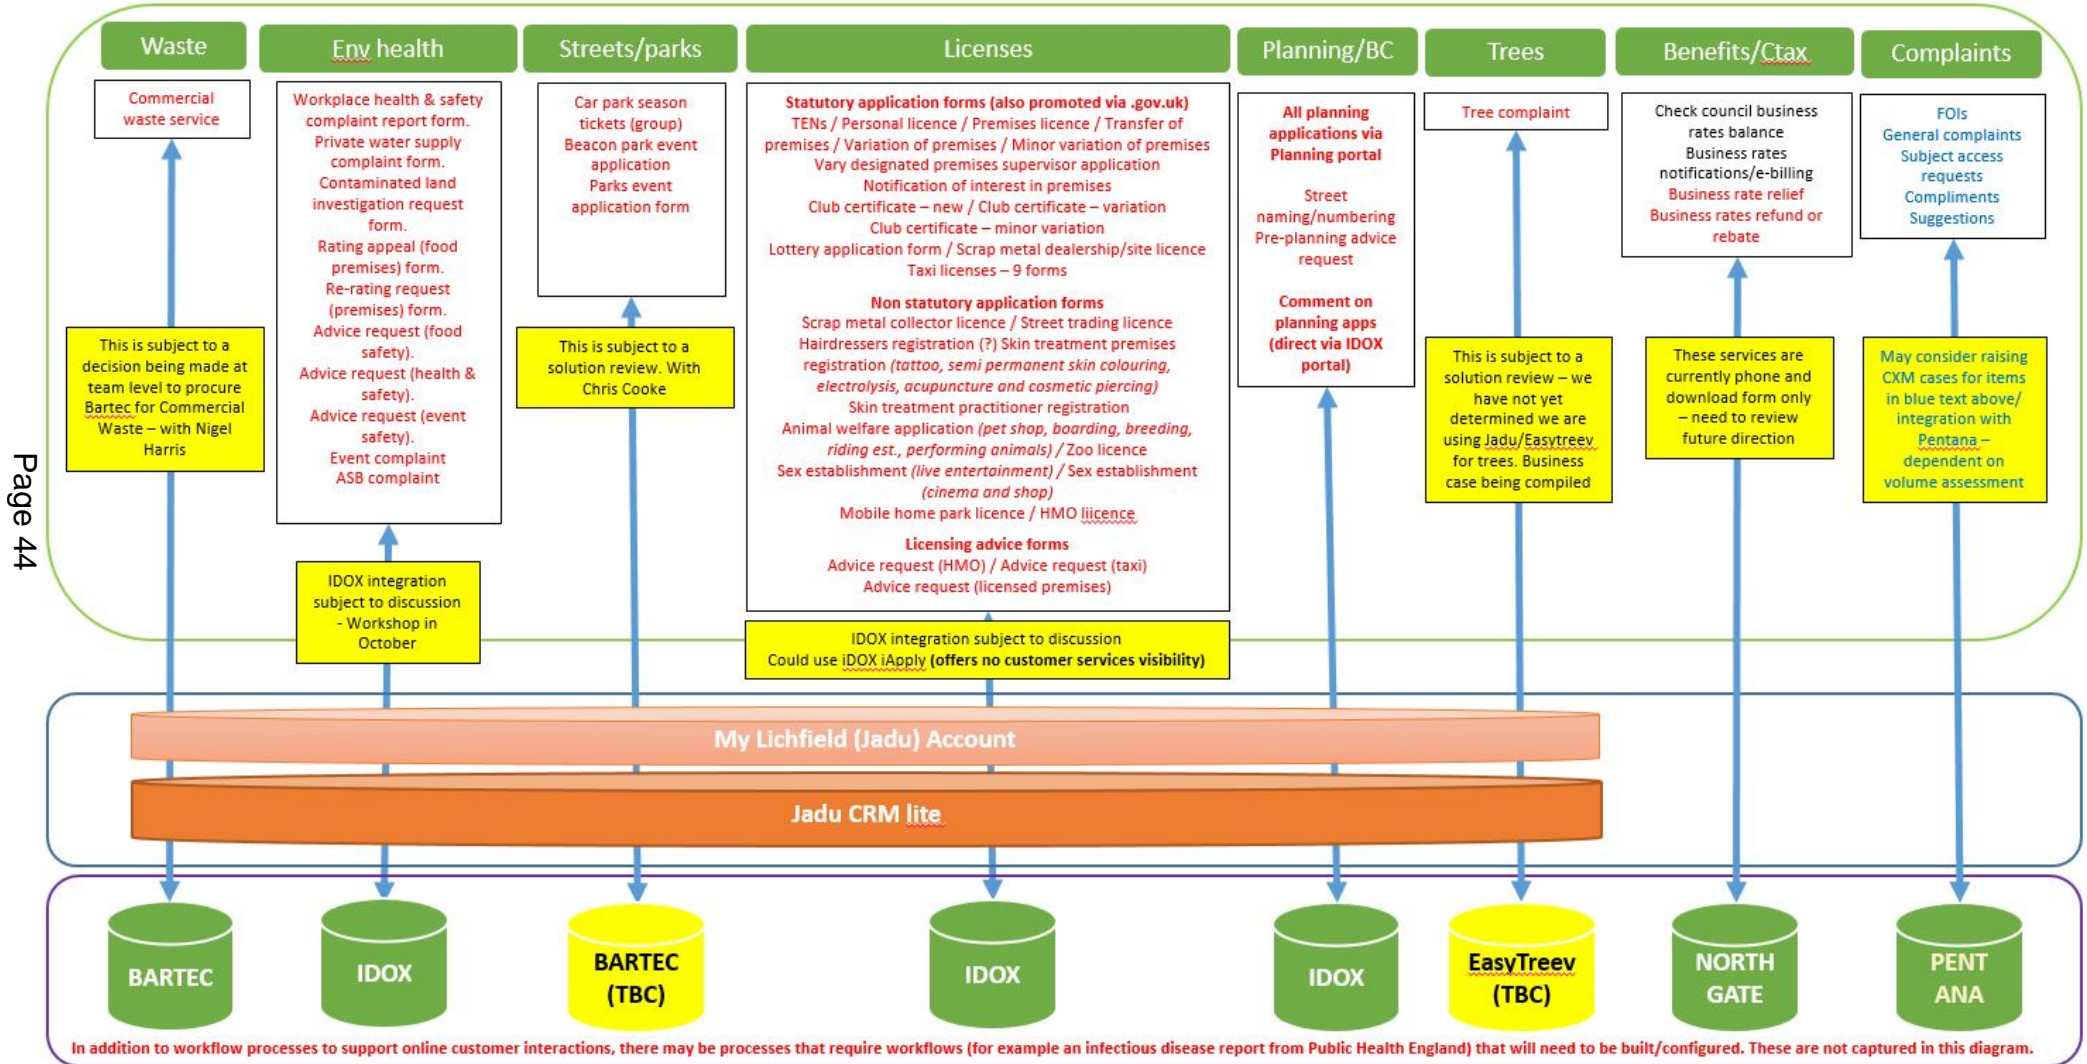 Waste
Commercial
waste service
This is subject to a
decision being made at
team level to procure
Bartec for Commercial
Waste – with Nigel
Harris
Env health
Workplace health & safety
complaint report form.
Private water supply
complaint form.
Contaminated land
investigation request
form.
Rating appeal (food
premises) form.
Re-rating request
(premises) form.
Advice request (food
safety).
Advice request (health &
safety).
Advice request (event
safety).
Event complaint
ASB complaint
IDOX integration
subject to discussion
- Workshop in
October
Streets/parks
Car park season
tickets (group)
Beacon park event
application
Parks event
application form
This is subject to a
solution review. With
Chris Cooke
Licenses
Statutory application forms (also promoted via .gov.uk)
TENs / Personal licence / Premises licence / Transfer of
premises / Variation of premises / Minor variation of premises
Vary designated premises supervisor application
Notification of interest in premises
Club certificate – new / Club certificate – variation
Club certificate – minor variation
Lottery application form / Scrap metal dealership/site licence
Taxi licenses – 9 forms
Non statutory application forms
Scrap metal collector licence / Street trading licence
Hairdressers registration (?) Skin treatment premises
registration (tattoo, semi permanent skin colouring,
electrolysis, acupuncture and cosmetic piercing)
Skin treatment practitioner registration
Animal welfare application (pet shop, boarding, breeding,
riding est., performing animals) / Zoo licence
Sex establishment (live entertainment) / Sex establishment
(cinema and shop)
Mobile home park licence / HMO liicence
Licensing advice forms
Advice request (HMO) / Advice request (taxi)
Advice request (licensed premises)
IDOX integration subject to discussion
Could use iDOX iApply (offers no customer services visibility)
Planning/BC
All planning
applications via
Planning portal
Street
naming/numbering
Pre-planning advice
request
Comment on
planning apps
(direct via IDOX
portal)
Trees
Tree complaint
This is subject to a
solution review – we
have not yet
determined we are
using Jadu/Easytreev
for trees. Business
case being compiled
Benefits/Ctax
Check council business
rates balance
Business rates
notifications/e-billing
Business rate relief
Business rates refund or
rebate
These services are
currently phone and
download form only
– need to review
future direction
Complaints
FOIs
General complaints
Subject access
requests
Compliments
Suggestions
May consider raising
CXM cases for items
in blue text above/
integration with
Pentana –
dependent on
volume assessment
Page 44
My Lichfield (Jadu) Account
Jadu CRM lite
BARTEC
IDOX
BARTEC
(TBC)
IDOX
IDOX
EasyTreev
(TBC)
NORTH
GATE
PENT
ANA
In addition to workflow processes to support online customer interactions, there may be processes that require workflows (for example an infectious disease report from Public Health England) that will need to be built/configured. These are not captured in this diagram.